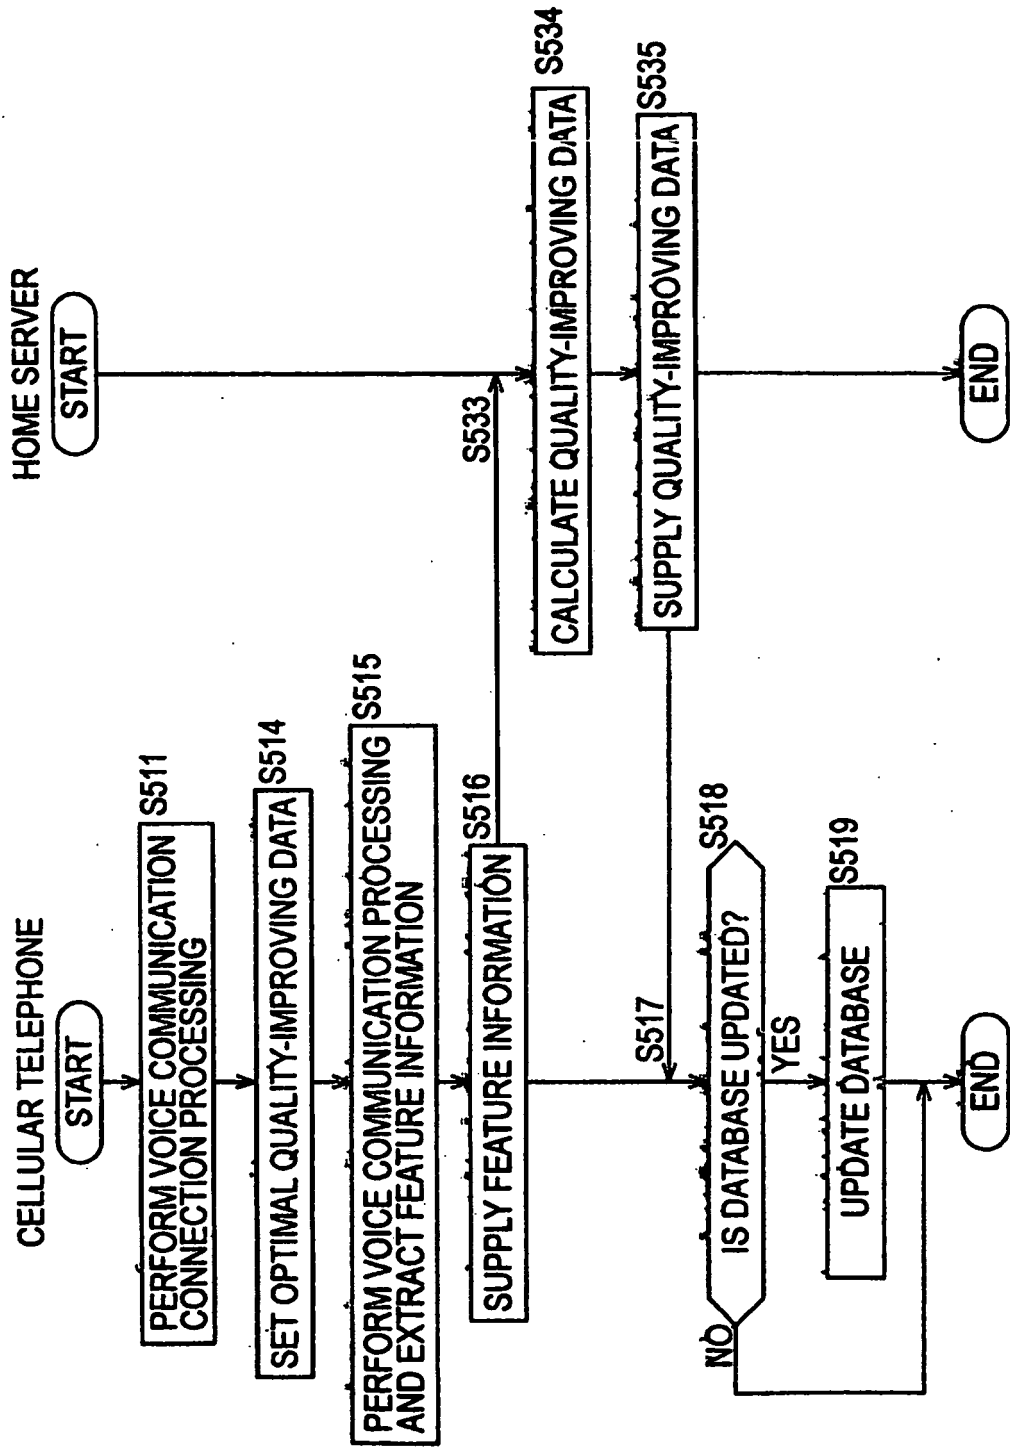 CELLULAR TELEPHONE
START
PERFORM VOICE COMMUNICATION
CONNECTION PROCESSING
S511
SET OPTIMAL QUALITY-IMPROVING DATA
S514
PERFORM VOICE COMMUNICATION PROCESSING
AND EXTRACT FEATURE INFORMATION
S515
SUPPLY FEATURE INFORMATION
S516
S517
IS DATABASE UPDATED?
S518
NO
YES
UPDATE DATABASE
S519
END
HOME SERVER
START
S533
CALCULATE QUALITY-IMPROVING DATA
S534
SUPPLY QUALITY-IMPROVING DATA
S535
END